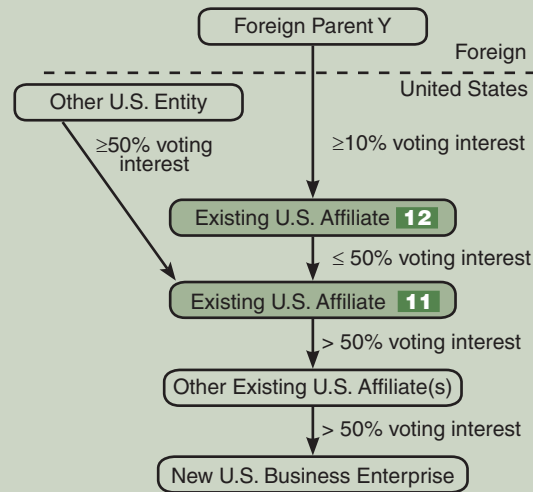 Foreign Parent Y
Foreign
United States
Other U.S. Entity
≥50% voting
interest
≥10% voting interest
Existing U.S. Affiliate 12
≤ 50% voting interest
Existing U.S. Affiliate 11
> 50% voting interest
Other Existing U.S. Affiliate(s)
> 50% voting interest
New U.S. Business Enterprise